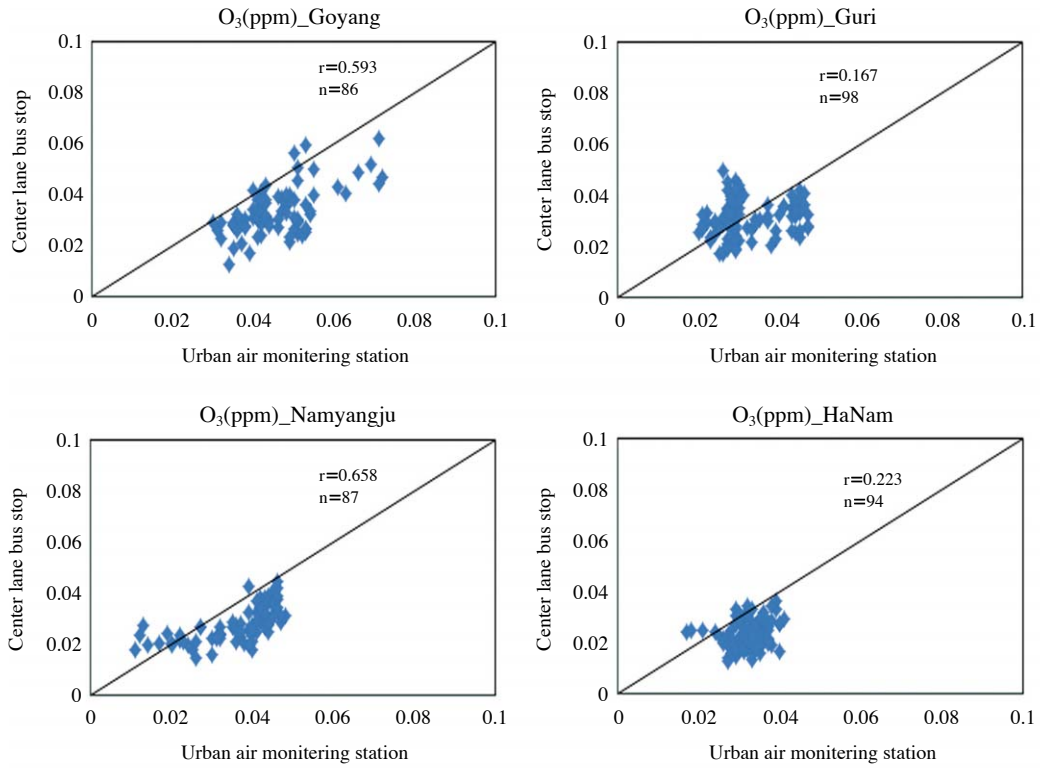 O₃(ppm)_Goyang
0.1
0.08
0.06
0.04
0.02
0
Center lane bus stop
r=0.593
n=86
0 0.02 0.04 0.06 0.08 0.1
Urban air monitering station
O₃(ppm)_Guri
0.1
0.08
0.06
0.04
0.02
0
Center lane bus stop
r=0.167
n=98
0 0.02 0.04 0.06 0.08 0.1
Urban air monitering station
O₃(ppm)_Namyangju
0.1
0.08
0.06
0.04
0.02
0
Center lane bus stop
r=0.658
n=87
0 0.02 0.04 0.06 0.08 0.1
Urban air monitering station
O₃(ppm)_HaNam
0.1
0.08
0.06
0.04
0.02
0
Center lane bus stop
r=0.223
n=94
0 0.02 0.04 0.06 0.08 0.1
Urban air monitering station